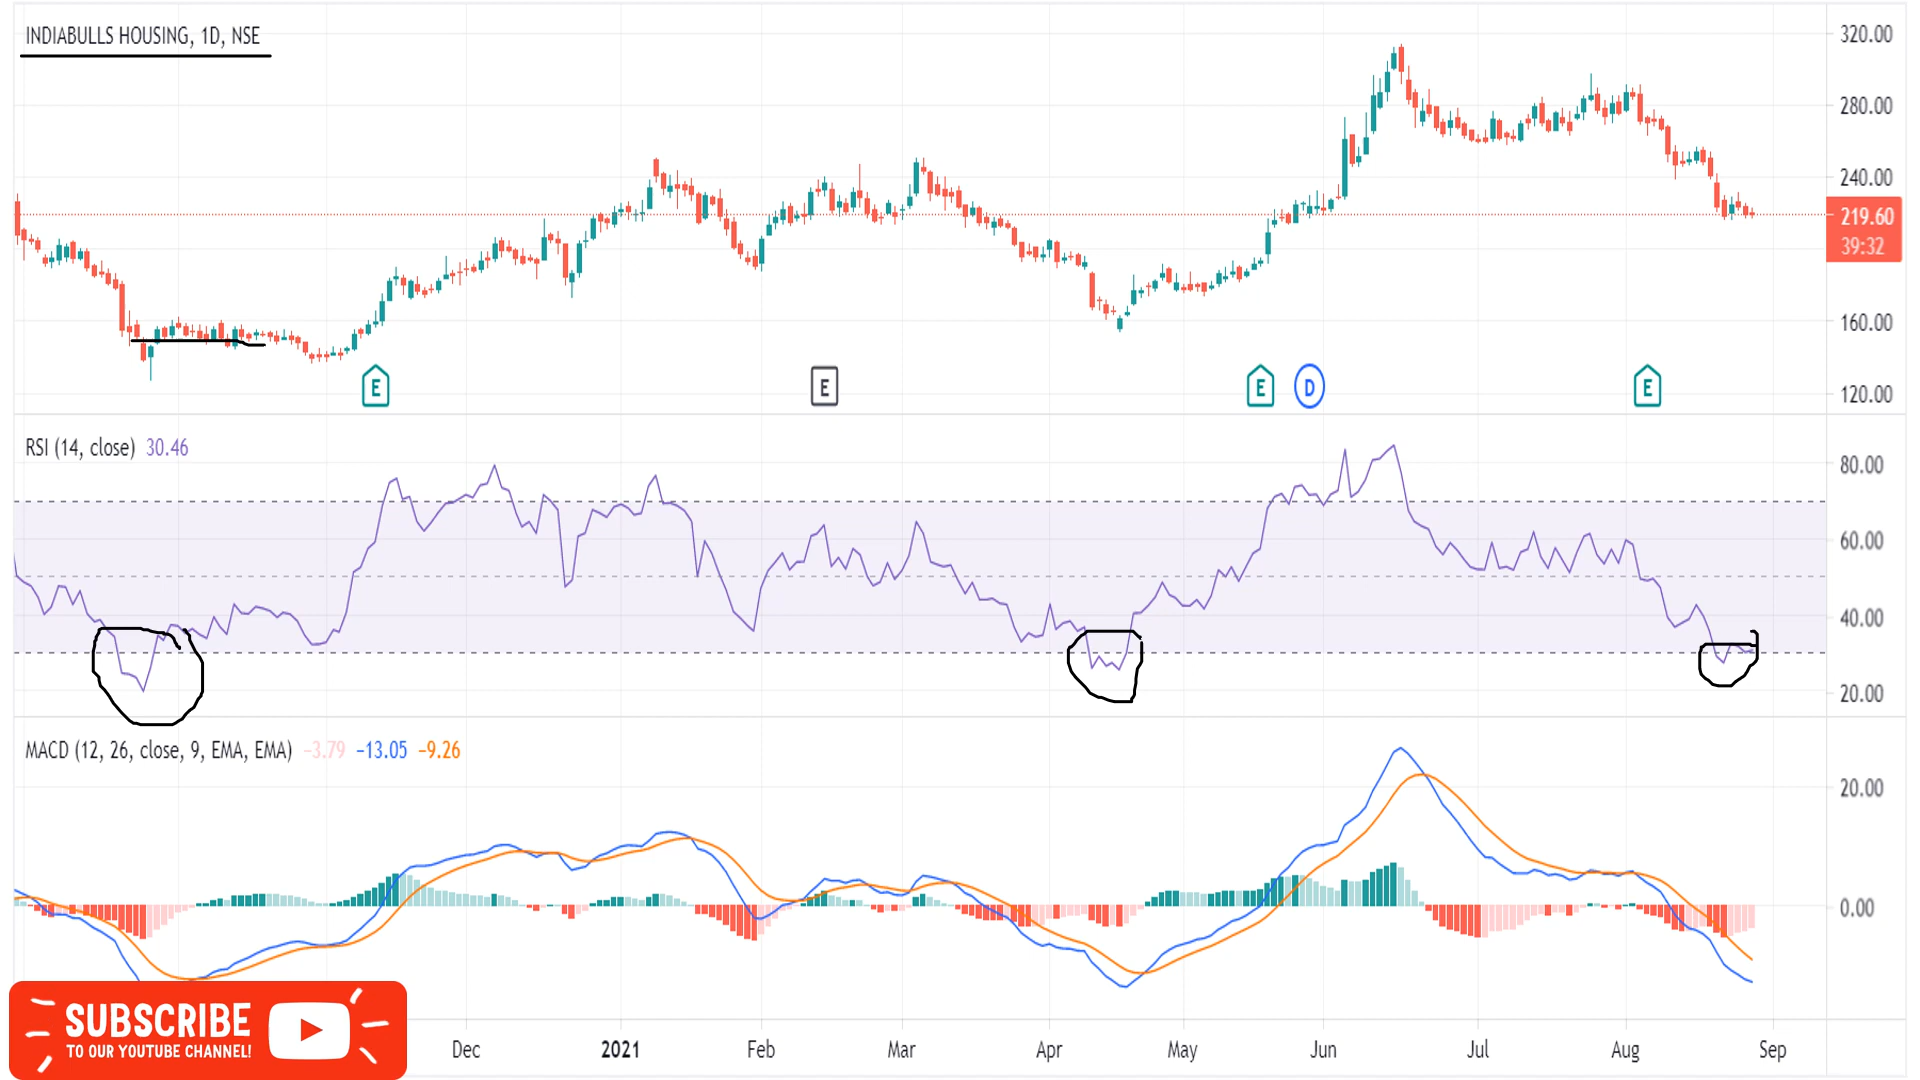 INDIABULLS HOUSING, 1D, NSE
320.00
280.00
240.00
219.60
39:32
160.00
120.00
E
E
E
D
E
RSI (14, close) 30.46
80.00
60.00
40.00
20.00
MACD (12, 26, close, 9, EMA, EMA) −3.79 −13.05 −9.26
20.00
0.00
SUBSCRIBE
TO OUR YOUTUBE CHANNEL!
Dec 2021 Feb Mar Apr May Jun Jul Aug Sep